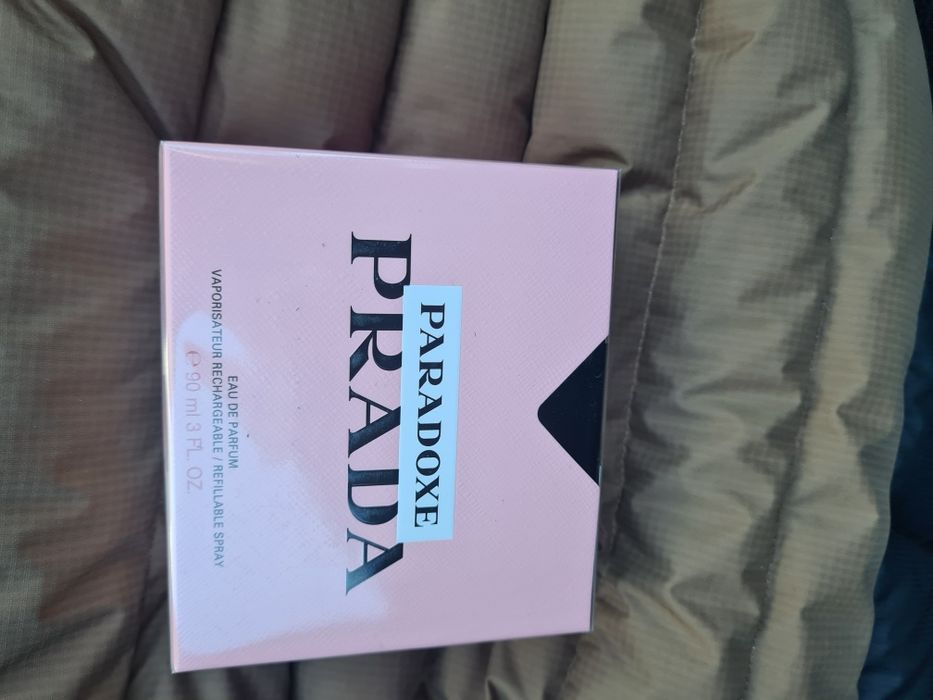 PARADOXE
PRADA
EAU DE PARFUM
VAPORISATEUR RECHARGEABLE / REFILLABLE SPRAY
℮ 90 ml 3 FL. OZ.